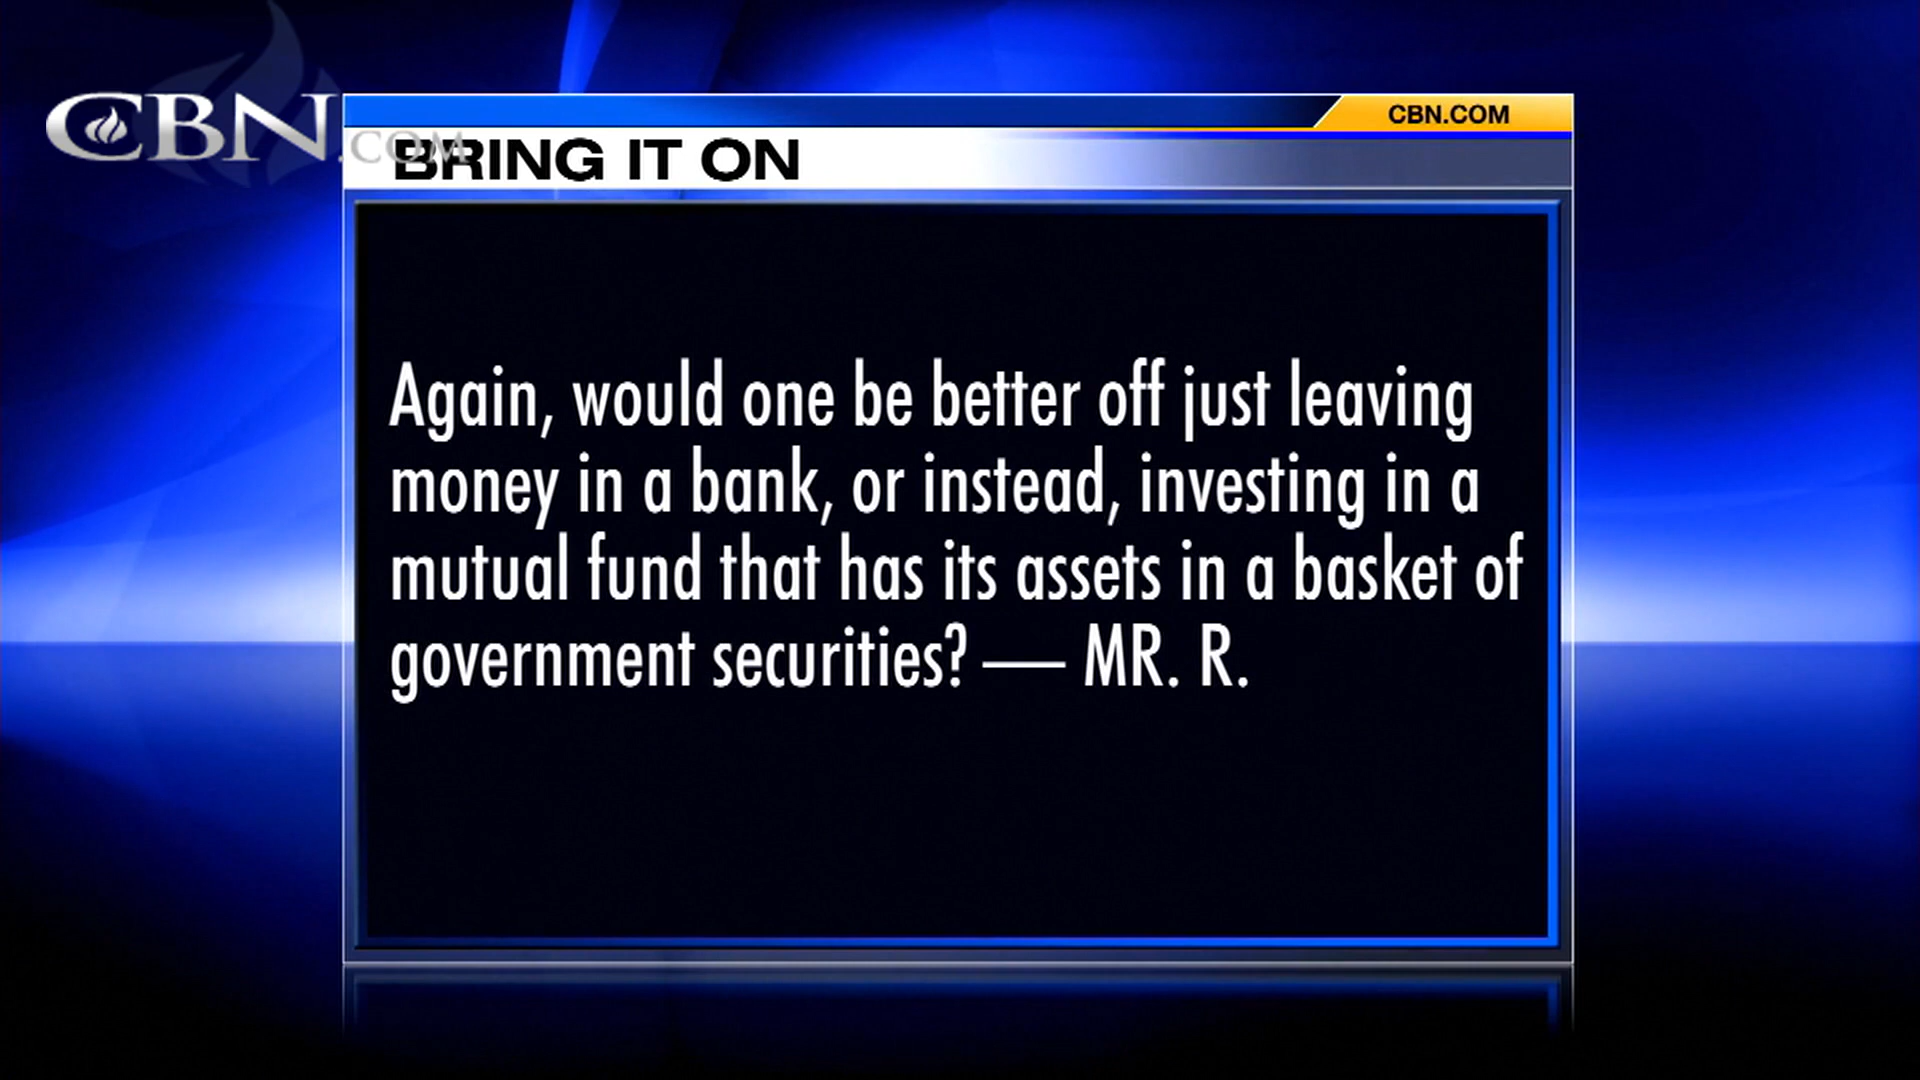 CBN.COM
CBN.COM
BRING IT ON
Again, would one be better off just leaving
money in a bank, or instead, investing in a
mutual fund that has its assets in a basket of
government securities? — MR. R.